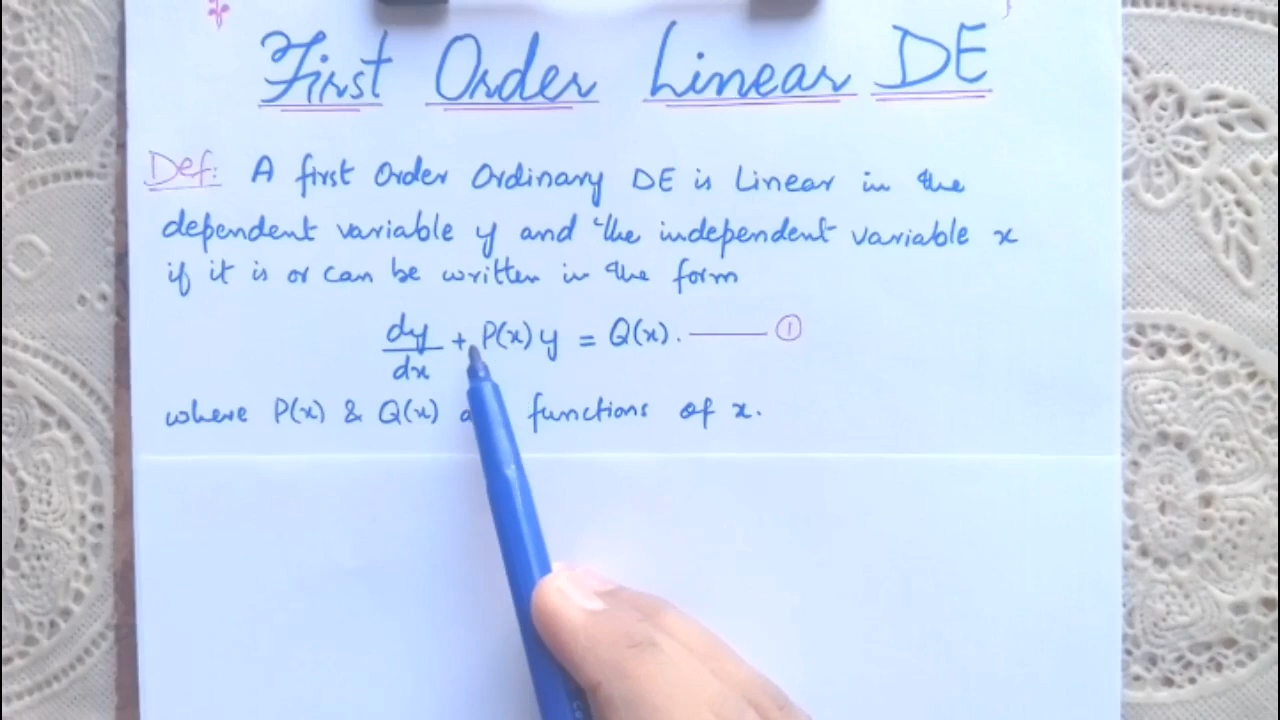 First Order Linear DE
Def: A first Order Ordinary DE is Linear in the
dependent variable y and the independent variable x
if it is or can be written in the form
dy/dx + P(x) y = Q(x). ——— ①
where P(x) & Q(x) functions of x.